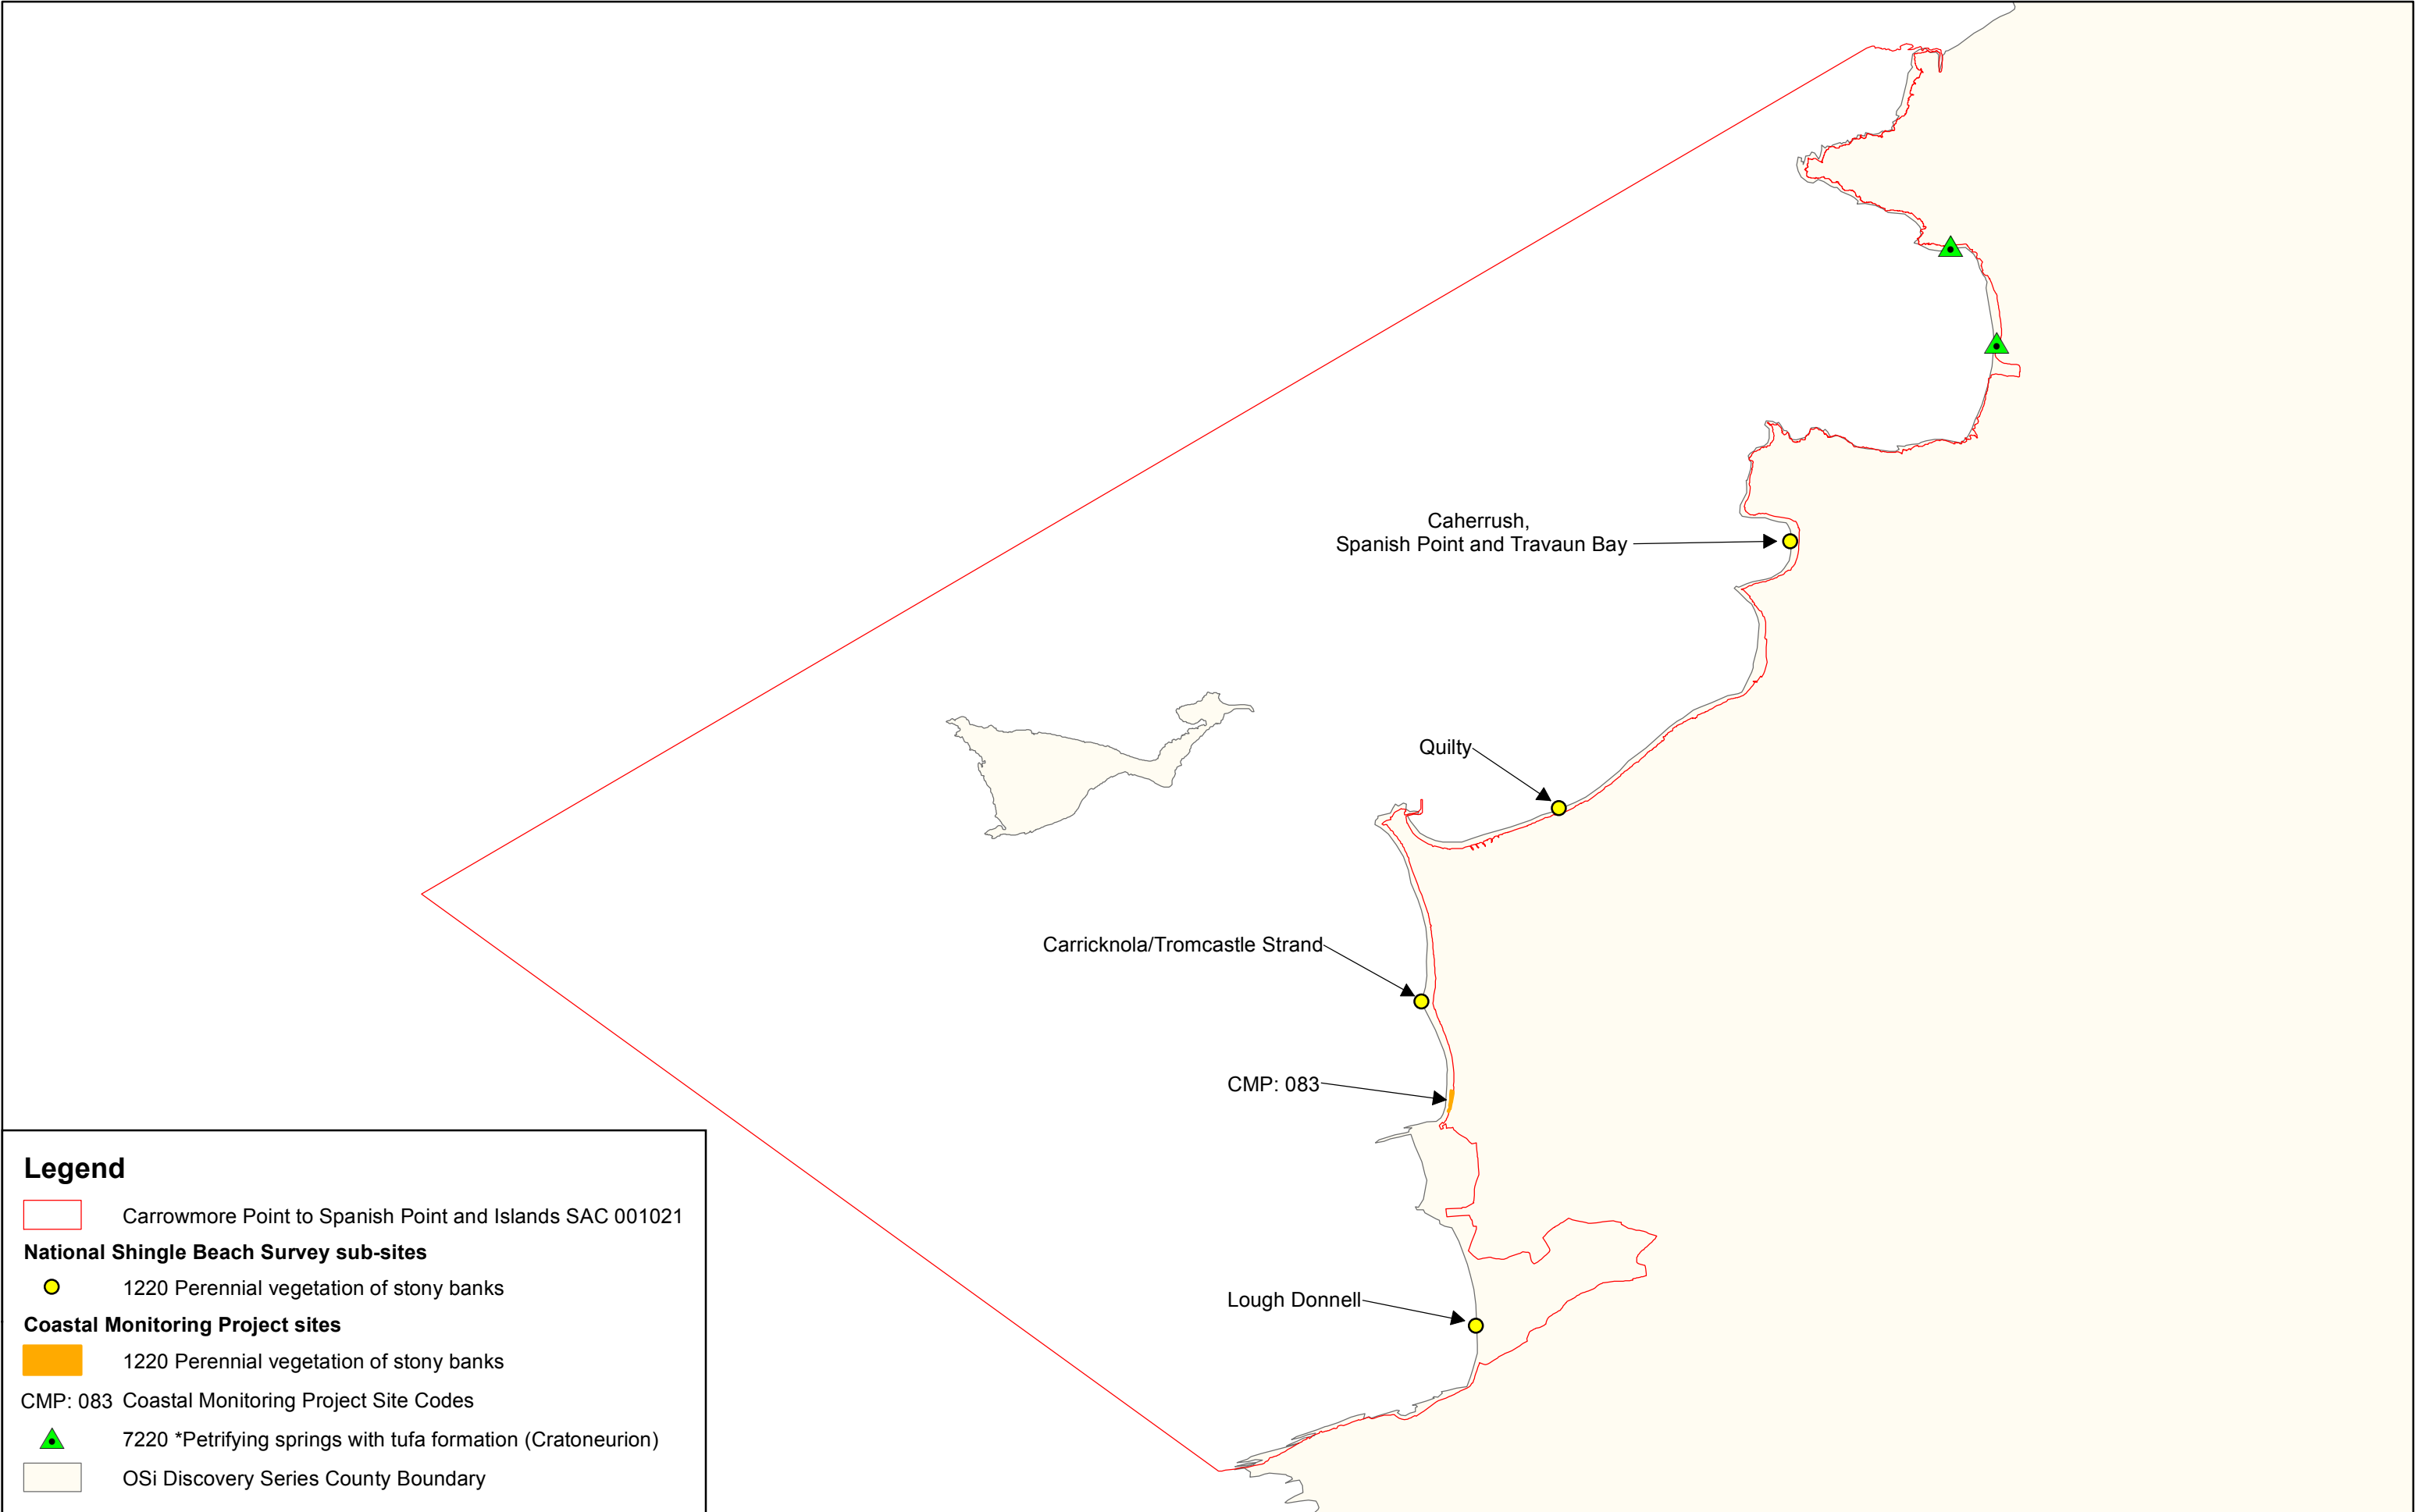 Caherrush,
Spanish Point and Travaun Bay
Quilty
Carricknola/Tromcastle Strand
CMP: 083
Lough Donnell
Legend
Carrowmore Point to Spanish Point and Islands SAC 001021
National Shingle Beach Survey sub-sites
1220 Perennial vegetation of stony banks
Coastal Monitoring Project sites
1220 Perennial vegetation of stony banks
CMP: 083 Coastal Monitoring Project Site Codes
7220 *Petrifying springs with tufa formation (Cratoneurion)
OSi Discovery Series County Boundary